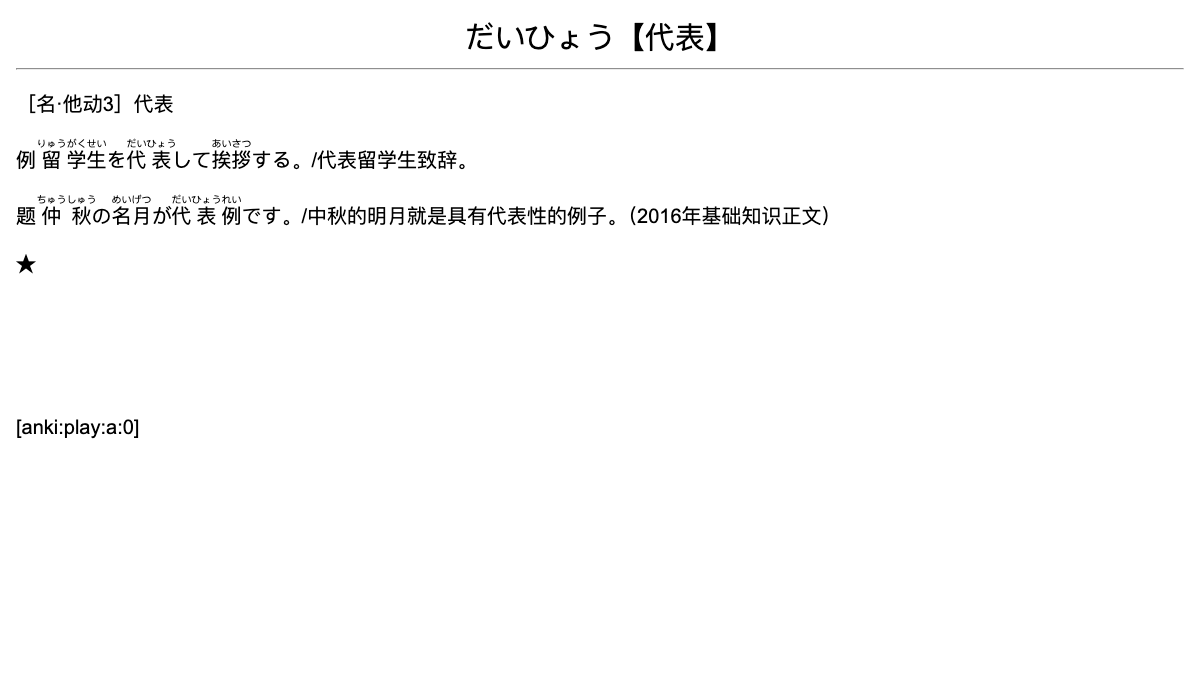 だいひょう【代表】
［名·他动3］代表
りゅうがくせい だいひょう あいさつ
例 留学生を代表して挨拶する。/代表留学生致辞。
ちゅうしゅう めいげつ だいひょうれい
题 仲秋の名月が代表例です。/中秋的明月就是具有代表性的例子。（2016年基础知识正文）
★
[anki:play:a:0]